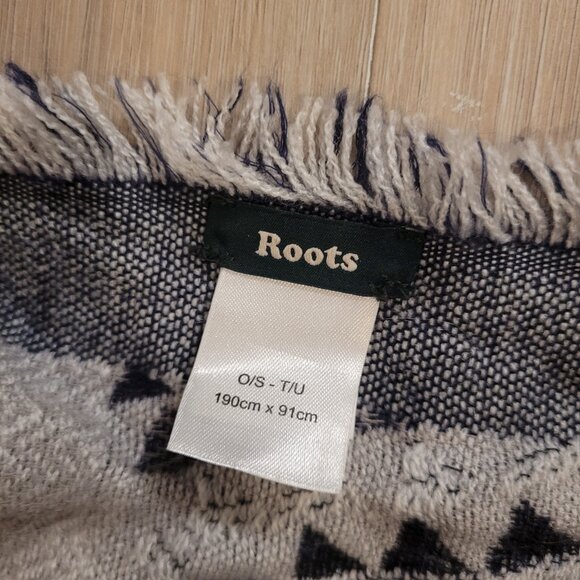 Roots
O/S - T/U
190cm x 91cm